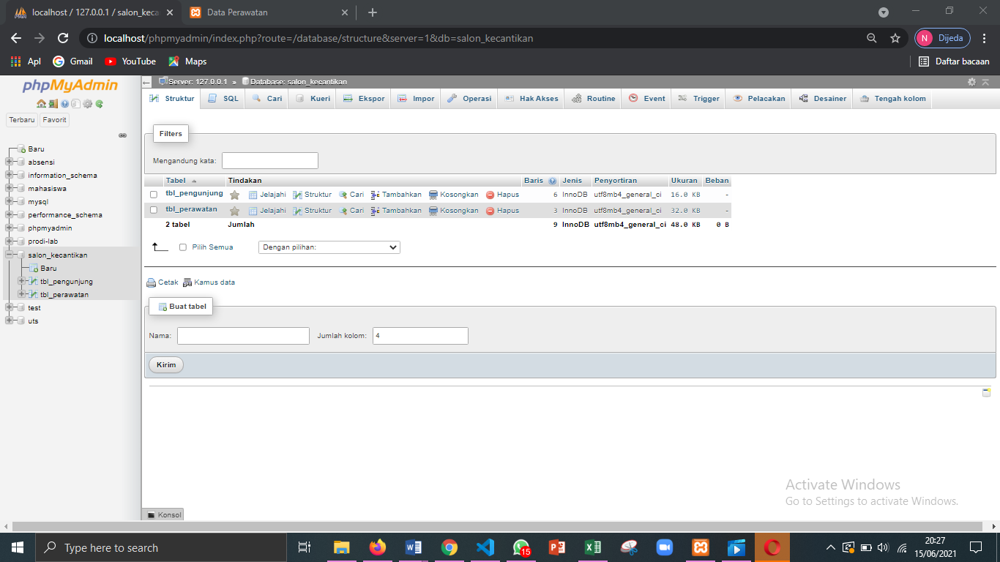 localhost / 127.0.0.1 / salon_keca
Data Perawatan
localhost/phpmyadmin/index.php?route=/database/structure&server=1&db=salon_kecantikan
N Dijeda
Apl Gmail YouTube Maps Daftar bacaan
phpMyAdmin
Terbaru Favorit
Baru
absensi
information_schema
mahasiswa
mysql
performance_schema
phpmyadmin
prodi-lab
salon_kecantikan
Baru
tbl_pengunjung
tbl_perawatan
test
uts
Server: 127.0.0.1 » Database: salon_kecantikan
Struktur SQL Cari Kueri Ekspor Impor Operasi Hak Akses Routine Event Trigger Pelacakan Desainer Tengah kolom
Filters
Mengandung kata:
Tabel Tindakan Baris Jenis Penyortiran Ukuran Beban
tbl_pengunjung Jelajahi Struktur Cari Tambahkan Kosongkan Hapus 6 InnoDB utf8mb4_general_ci 16.0 KB -
tbl_perawatan Jelajahi Struktur Cari Tambahkan Kosongkan Hapus 3 InnoDB utf8mb4_general_ci 32.0 KB -
2 tabel Jumlah 9 InnoDB utf8mb4_general_ci 48.0 KB 0 B
Pilih Semua Dengan pilihan:
Cetak Kamus data
Buat tabel
Nama: Jumlah kolom: 4
Kirim
Konsol
Activate Windows
Go to Settings to activate Windows.
Type here to search
15
20:27
15/06/2021